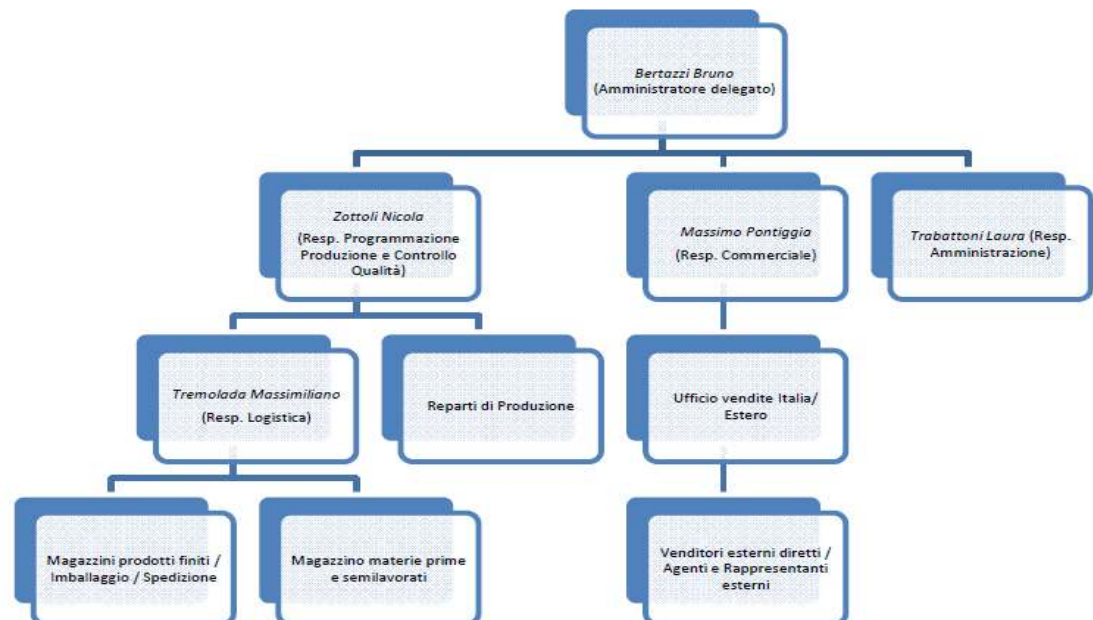 Bertazzi Bruno
(Amministratore delegato)
Zottoli Nicola
(Resp. Programmazione
Produzione e Controllo
Qualità)
Massimo Pontiggia
(Resp. Commerciale)
Trabattoni Laura (Resp.
Amministrazione)
Tremolada Massimiliano
(Resp. Logistica)
Reparti di Produzione
Ufficio vendite Italia/
Estero
Magazzini prodotti finiti /
Imballaggio / Spedizione
Magazzino materie prime
e semilavorati
Venditori esterni diretti /
Agenti e Rappresentanti
esterni